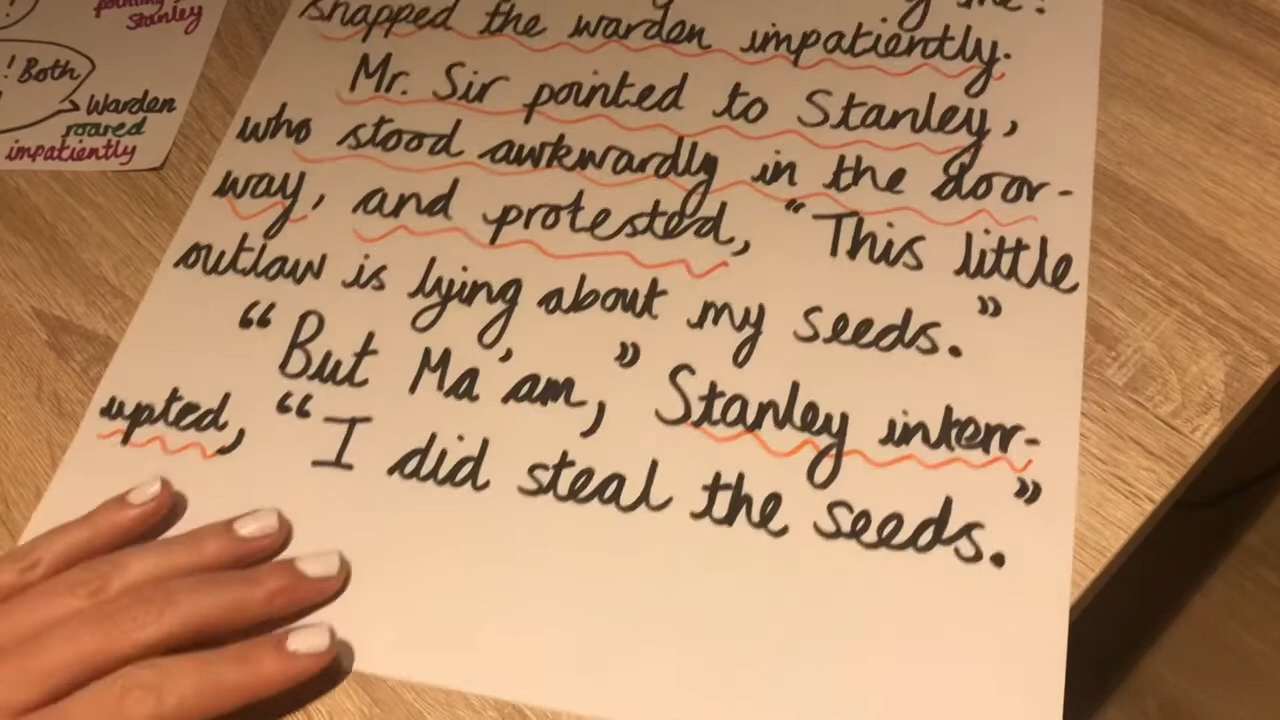 pointing
Stanley
! Both
Warden
roared
impatiently
me!
snapped the warden impatiently.
Mr. Sir pointed to Stanley,
who stood awkwardly in the door-
way, and protested, "This little
outlaw is lying about my seeds."
"But Ma'am," Stanley interr-
upted, "I did steal the seeds."